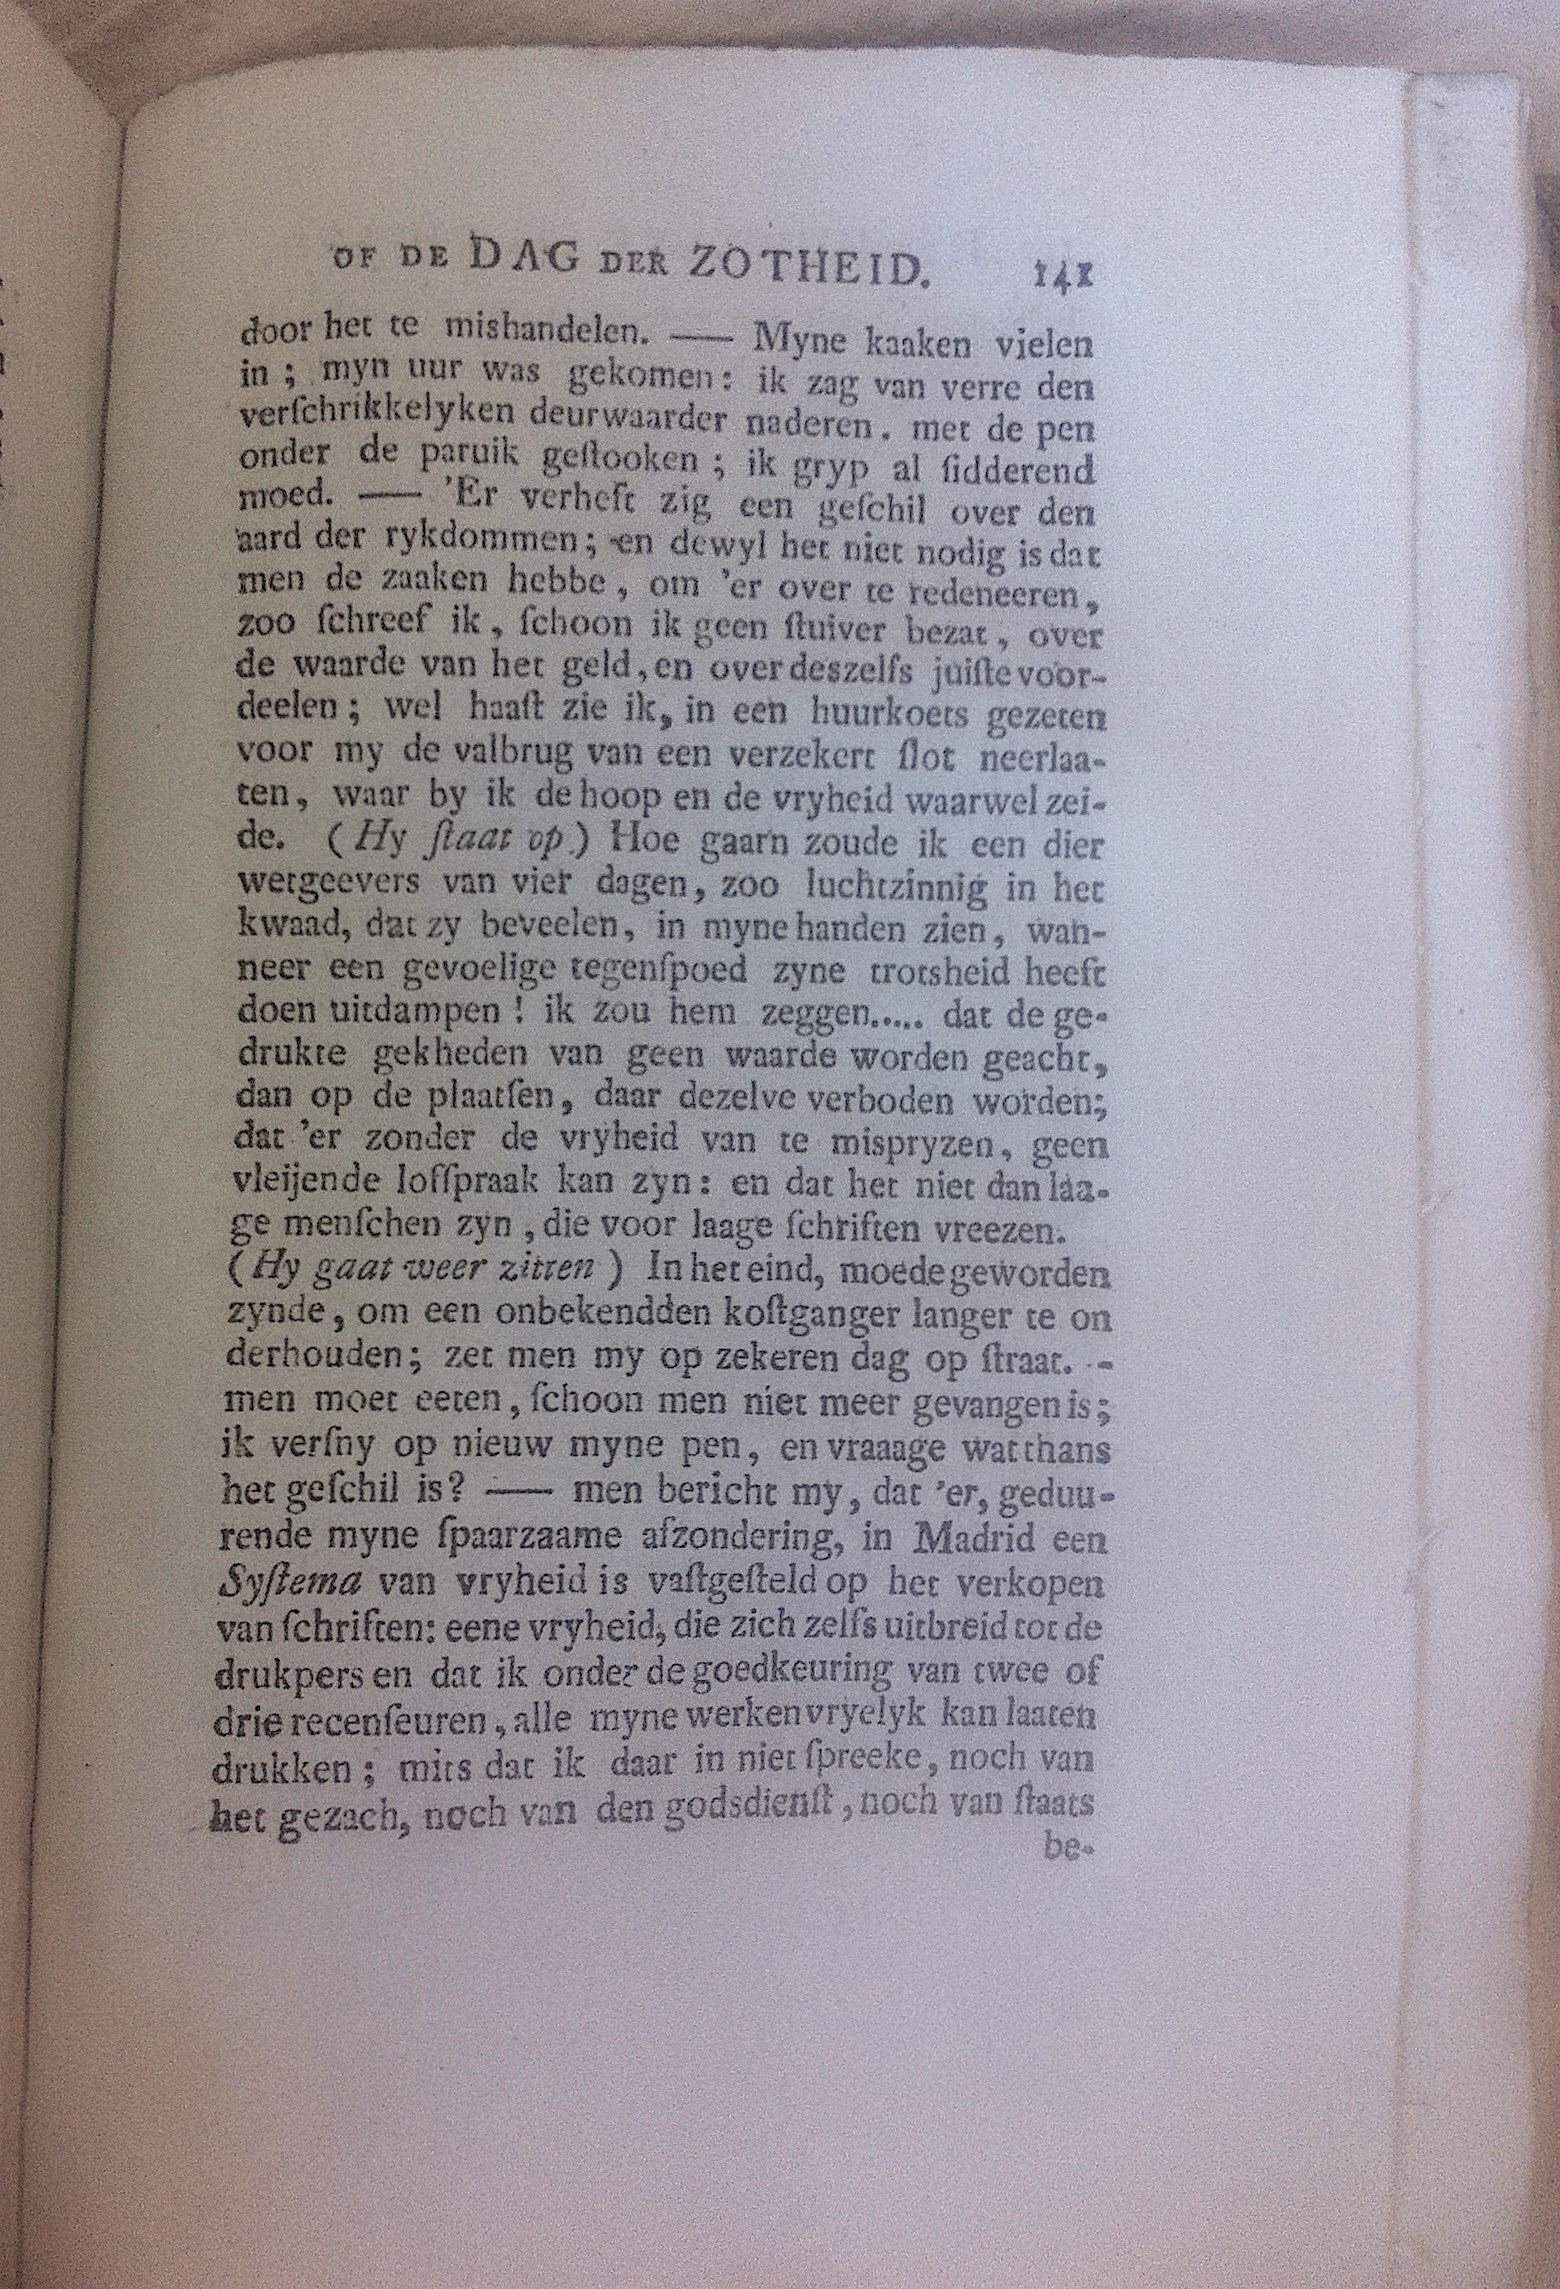 OF DE DAG DER ZOTHEID. 141
door het te mishandelen. —— Myne kaaken vielen
in ; myn uur was gekomen: ik zag van verre den
verſchrikkelyken deurwaarder naderen. met de pen
onder de paruik geſtooken ; ik gryp al ſidderend
moed. —— 'Er verheft zig een geſchil over den
aard der rykdommen; en dewyl het niet nodig is dat
men de zaaken hebbe, om 'er over te redeneeren,
zoo ſchreef ik, ſchoon ik geen ſtuiver bezat, over
de waarde van het geld, en over deszelfs juiſte voor-
deelen; wel haaſt zie ik, in een huurkoets gezeten
voor my de valbrug van een verzekert ſlot neerlaa-
ten, waar by ik de hoop en de vryheid waarwel zei-
de. (Hy ſtaat op.) Hoe gaarn zoude ik een dier
wetgeevers van vier dagen, zoo luchtzinnig in het
kwaad, dat zy beveelen, in myne handen zien, wan-
neer een gevoelige tegenſpoed zyne trotsheid heeft
doen uitdampen ! ik zou hem zeggen..... dat de ge-
drukte gekheden van geen waarde worden geacht,
dan op de plaatſen, daar dezelve verboden worden;
dat 'er zonder de vryheid van te mispryzen, geen
vleijende lofſpraak kan zyn: en dat het niet dan laa-
ge menſchen zyn, die voor laage ſchriften vreezen.
(Hy gaat weer zitten) In het eind, moede geworden
zynde, om een onbekendden koſtganger langer te on
derhouden; zet men my op zekeren dag op ſtraat. -
men moet eeten, ſchoon men niet meer gevangen is;
ik verſny op nieuw myne pen, en vraaage wat thans
het geſchil is? —— men bericht my, dat 'er, geduu-
rende myne ſpaarzaame afzondering, in Madrid een
Syſtema van vryheid is vaſtgeſteld op het verkopen
van ſchriften: eene vryheid, die zich zelfs uitbreid tot de
drukpers en dat ik onder de goedkeuring van twee of
drie recenſeuren, alle myne werken vryelyk kan laaten
drukken; mits dat ik daar in niet ſpreeke, noch van
het gezach, noch van den godsdienſt, noch van ſtaats
be-